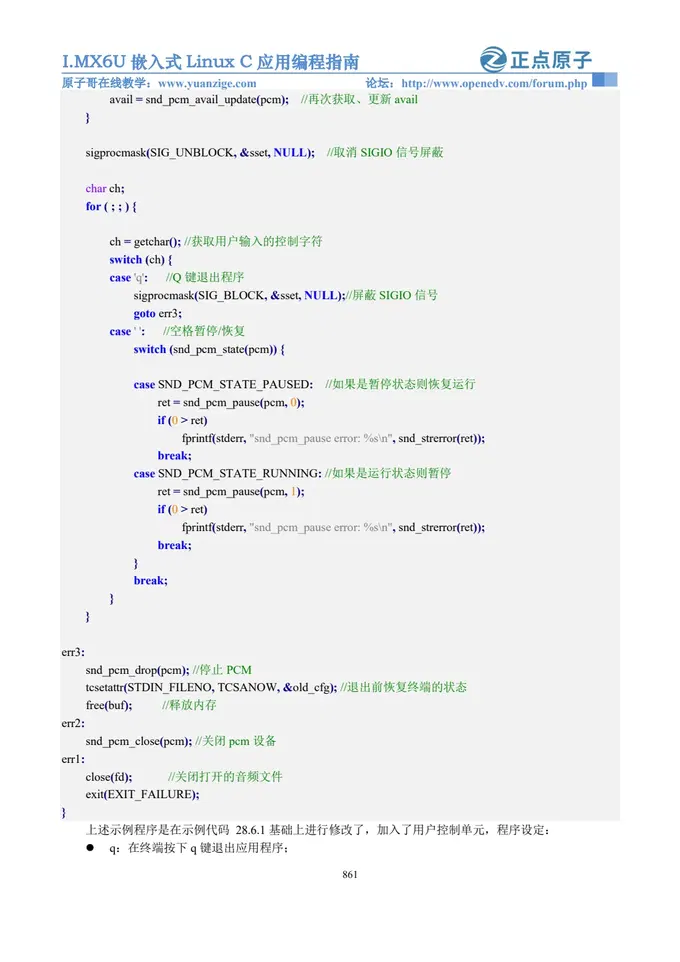 I.MX6U 嵌入式 Linux C 应用编程指南
正点原子
原子哥在线教学：www.yuanzige.com 论坛：http://www.openedv.com/forum.php
avail = snd_pcm_avail_update(pcm); //再次获取、更新 avail
}
sigprocmask(SIG_UNBLOCK, &sset, NULL); //取消 SIGIO 信号屏蔽
char ch;
for ( ; ; ) {
ch = getchar(); //获取用户输入的控制字符
switch (ch) {
case 'q': //Q 键退出程序
sigprocmask(SIG_BLOCK, &sset, NULL);//屏蔽 SIGIO 信号
goto err3;
case ' ': //空格暂停/恢复
switch (snd_pcm_state(pcm)) {
case SND_PCM_STATE_PAUSED: //如果是暂停状态则恢复运行
ret = snd_pcm_pause(pcm, 0);
if (0 > ret)
fprintf(stderr, "snd_pcm_pause error: %s\n", snd_strerror(ret));
break;
case SND_PCM_STATE_RUNNING: //如果是运行状态则暂停
ret = snd_pcm_pause(pcm, 1);
if (0 > ret)
fprintf(stderr, "snd_pcm_pause error: %s\n", snd_strerror(ret));
break;
}
break;
}
}
err3:
snd_pcm_drop(pcm); //停止 PCM
tcsetattr(STDIN_FILENO, TCSANOW, &old_cfg); //退出前恢复终端的状态
free(buf); //释放内存
err2:
snd_pcm_close(pcm); //关闭 pcm 设备
err1:
close(fd); //关闭打开的音频文件
exit(EXIT_FAILURE);
}
上述示例程序是在示例代码 28.6.1 基础上进行修改了，加入了用户控制单元，程序设定：
● q：在终端按下 q 键退出应用程序；
861